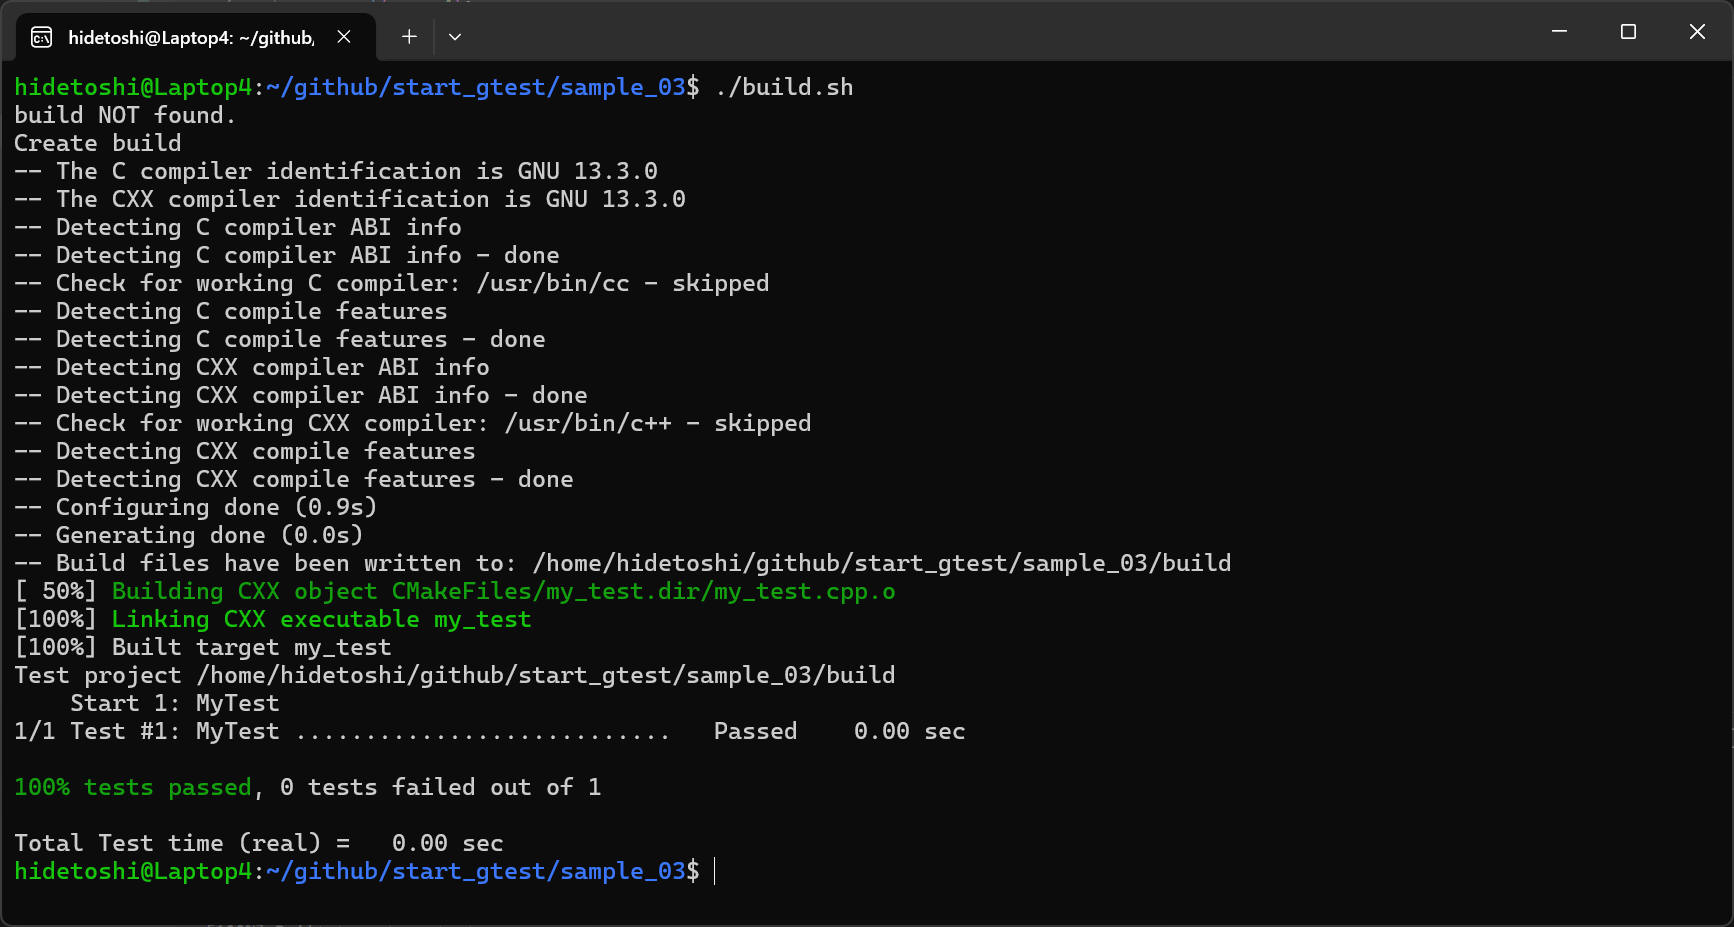 hidetoshi@Laptop4: ~/github/
hidetoshi@Laptop4:~/github/start_gtest/sample_03$ ./build.sh
build NOT found.
Create build
-- The C compiler identification is GNU 13.3.0
-- The CXX compiler identification is GNU 13.3.0
-- Detecting C compiler ABI info
-- Detecting C compiler ABI info - done
-- Check for working C compiler: /usr/bin/cc - skipped
-- Detecting C compile features
-- Detecting C compile features - done
-- Detecting CXX compiler ABI info
-- Detecting CXX compiler ABI info - done
-- Check for working CXX compiler: /usr/bin/c++ - skipped
-- Detecting CXX compile features
-- Detecting CXX compile features - done
-- Configuring done (0.9s)
-- Generating done (0.0s)
-- Build files have been written to: /home/hidetoshi/github/start_gtest/sample_03/build
[ 50%] Building CXX object CMakeFiles/my_test.dir/my_test.cpp.o
[100%] Linking CXX executable my_test
[100%] Built target my_test
Test project /home/hidetoshi/github/start_gtest/sample_03/build
    Start 1: MyTest
1/1 Test #1: MyTest ...........................   Passed    0.00 sec
100% tests passed, 0 tests failed out of 1
Total Test time (real) =   0.00 sec
hidetoshi@Laptop4:~/github/start_gtest/sample_03$